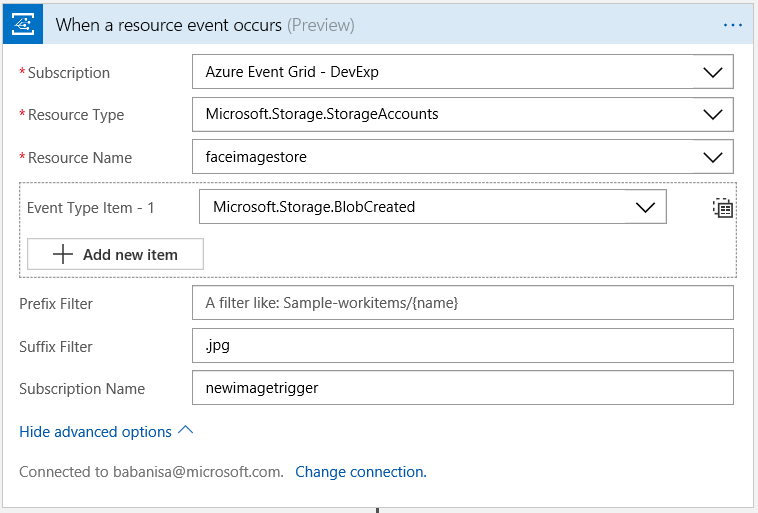 When a resource event occurs (Preview) ...
* Subscription Azure Event Grid - DevExp
* Resource Type Microsoft.Storage.StorageAccounts
* Resource Name faceimagestore
Event Type Item - 1 Microsoft.Storage.BlobCreated
Add new item
Prefix Filter A filter like: Sample-workitems/{name}
Suffix Filter .jpg
Subscription Name newimagetrigger
Hide advanced options
Connected to babanisa@microsoft.com. Change connection.